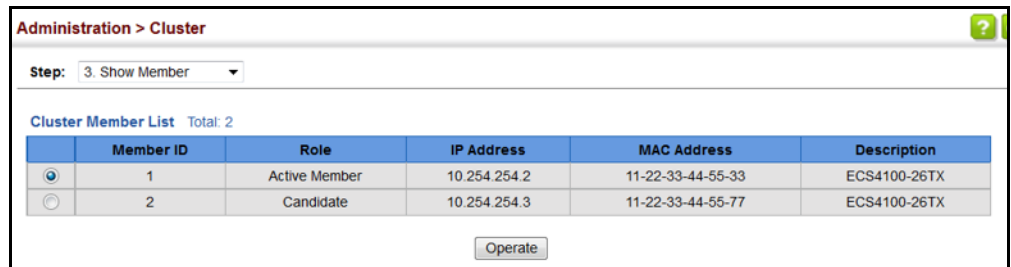 Administration > Cluster
?
Step: 3. Show Member
Cluster Member List Total: 2
Member ID Role IP Address MAC Address Description
1 Active Member 10.254.254.2 11-22-33-44-55-33 ECS4100-26TX
2 Candidate 10.254.254.3 11-22-33-44-55-77 ECS4100-26TX
Operate